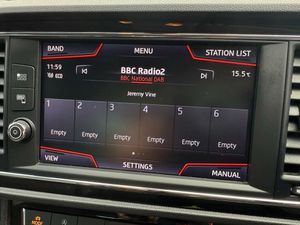 BAND MENU STATION LIST
11:59 BBC Radio2 15.5
BBC National DAB
Jeremy Vine
1 2 3 4 5 6
Empty Empty Empty Empty Empty Empty
VIEW SETTINGS MANUAL